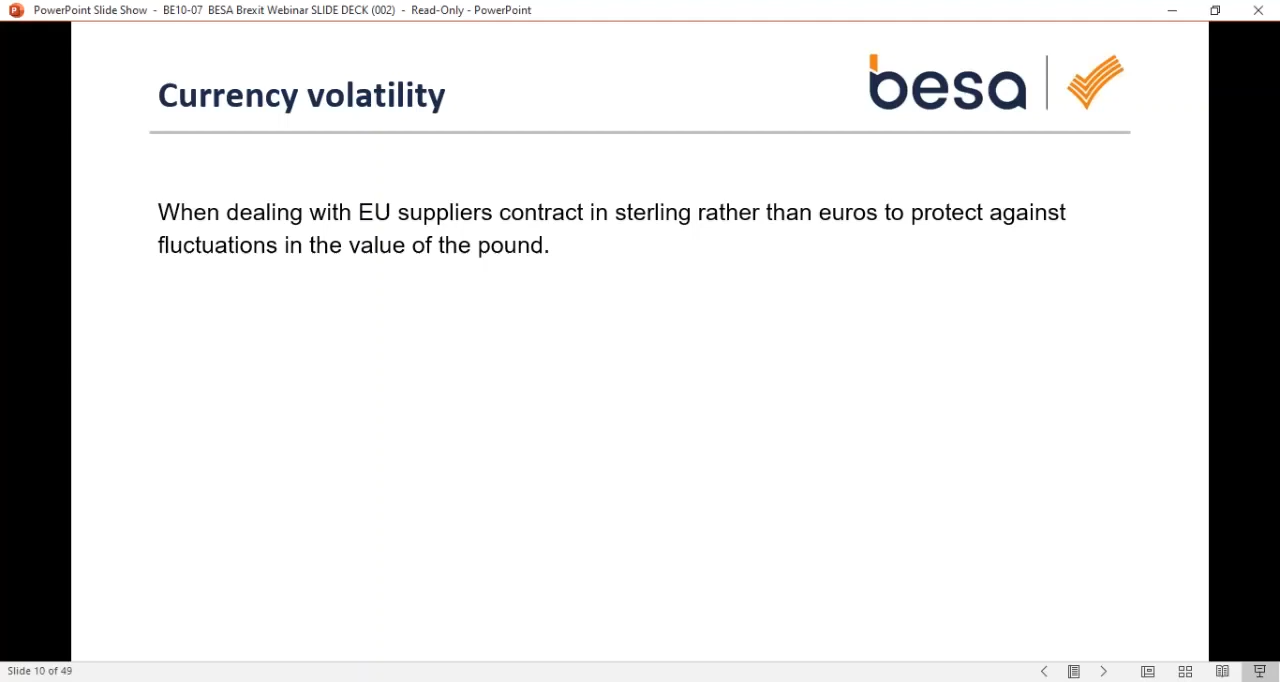 PowerPoint Slide Show - BE10-07 BESA Brexit Webinar SLIDE DECK (002) - Read-Only - PowerPoint
Currency volatility
besa
When dealing with EU suppliers contract in sterling rather than euros to protect against
fluctuations in the value of the pound.
Slide 10 of 49